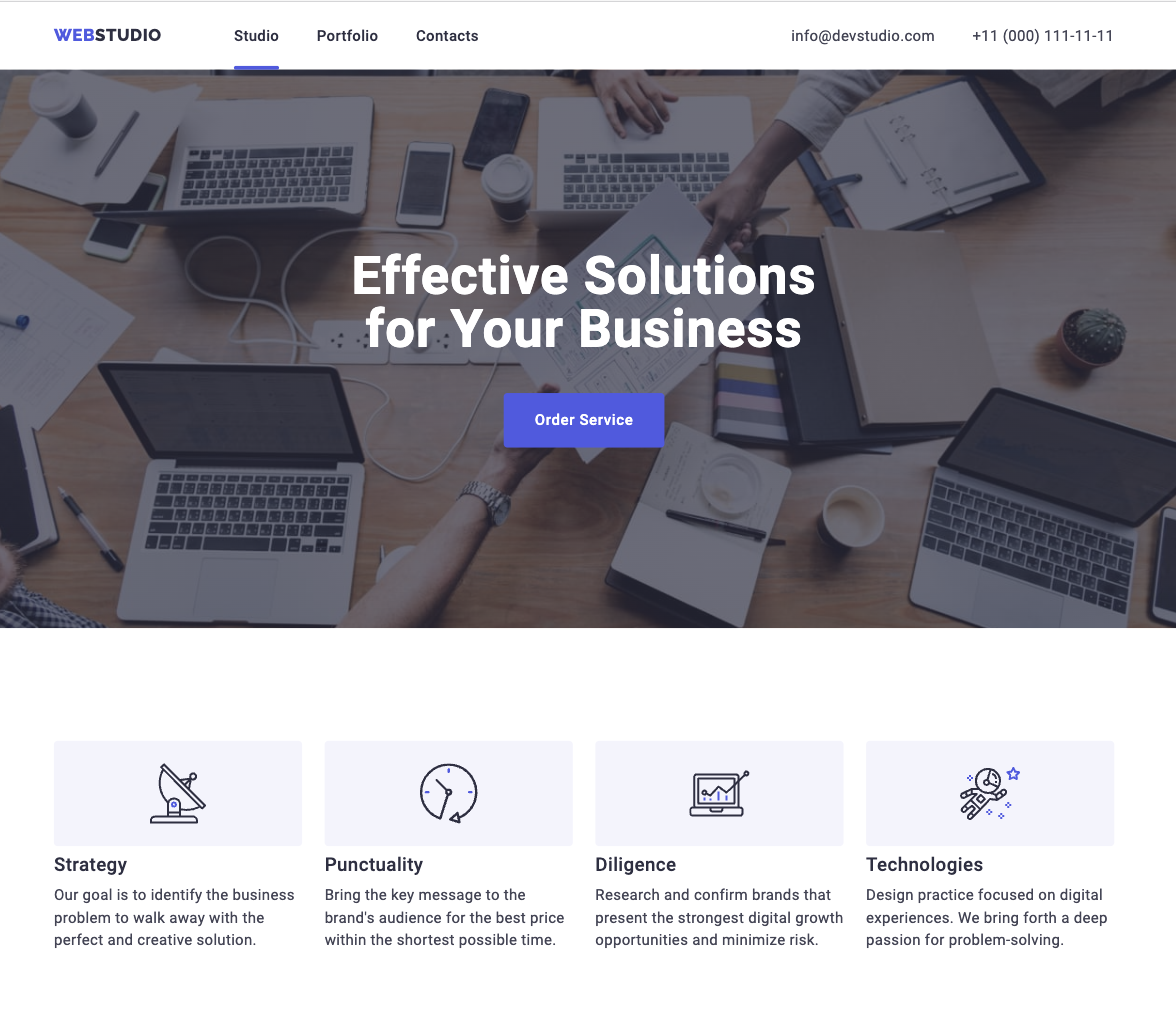 WEBSTUDIO
Studio
Portfolio
Contacts
info@devstudio.com
+11 (000) 111-11-11
Effective Solutions
for Your Business
Order Service
Strategy
Our goal is to identify the business
problem to walk away with the
perfect and creative solution.
Punctuality
Bring the key message to the
brand's audience for the best price
within the shortest possible time.
Diligence
Research and confirm brands that
present the strongest digital growth
opportunities and minimize risk.
Technologies
Design practice focused on digital
experiences. We bring forth a deep
passion for problem-solving.